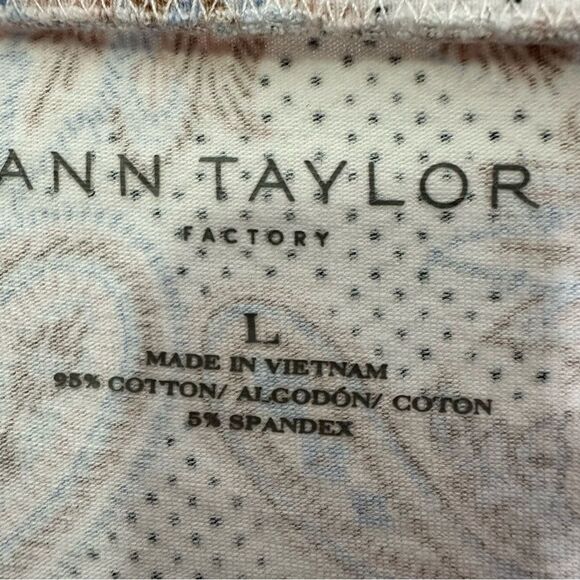 ANN TAYLOR
FACTORY
L
MADE IN VIETNAM
95% COTTON/ ALGODÓN/ COTON
5% SPANDEX